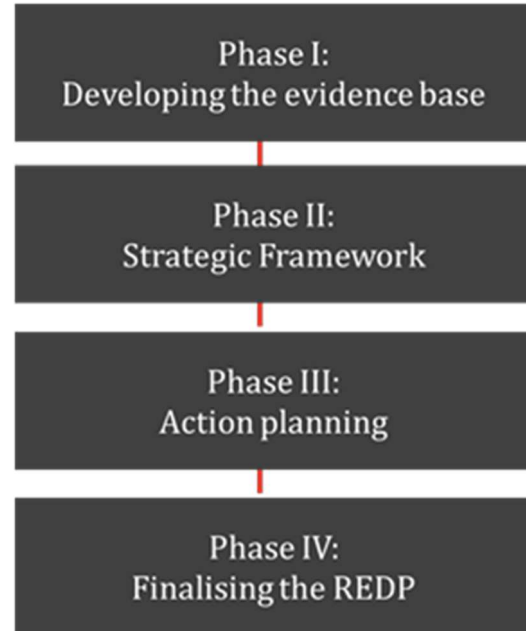 Phase I:
Developing the evidence base
Phase II:
Strategic Framework
Phase III:
Action planning
Phase IV:
Finalising the REDP